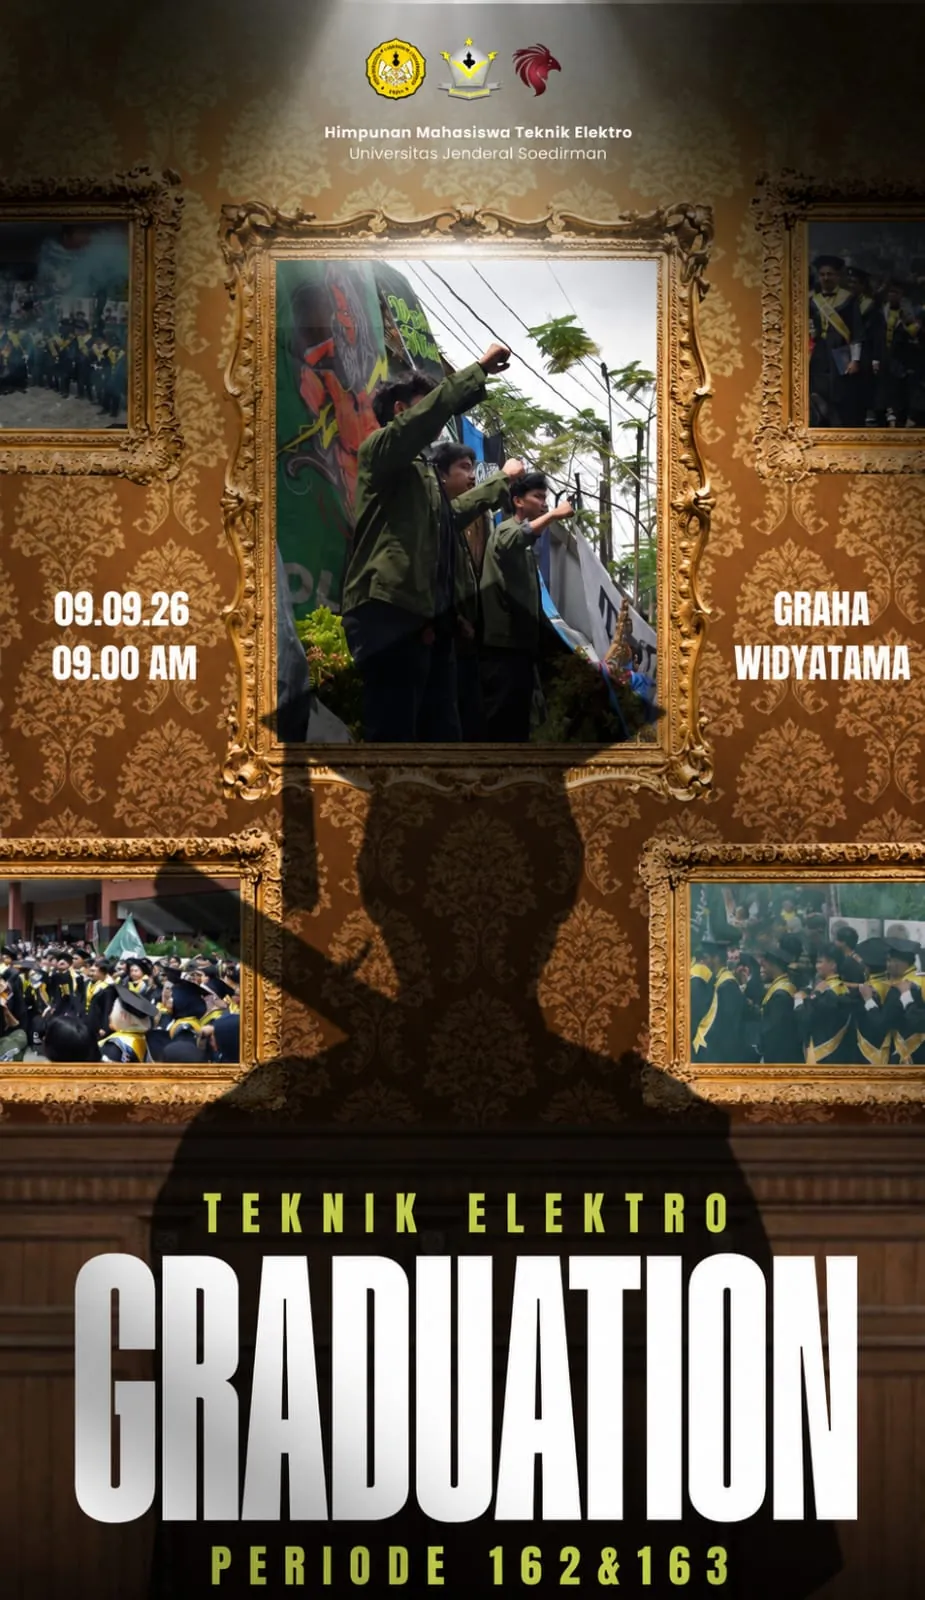 Himpunan Mahasiswa Teknik Elektro
Universitas Jenderal Soedirman
09.09.26
09.00 AM
GRAHA
WIDYATAMA
TEKNIK ELEKTRO
GRADUATION
PERIODE 162&163